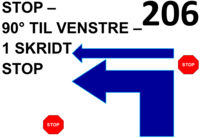 STOP –
206
90° TIL VENSTRE –
1 SKRIDT
STOP
STOP
STOP